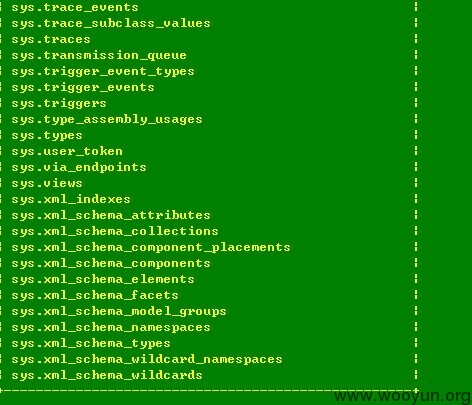 sys.trace_events
sys.trace_subclass_values
sys.traces
sys.transmission_queue
sys.trigger_event_types
sys.trigger_events
sys.triggers
sys.type_assembly_usages
sys.types
sys.user_token
sys.via_endpoints
sys.views
sys.xml_indexes
sys.xml_schema_attributes
sys.xml_schema_collections
sys.xml_schema_component_placements
sys.xml_schema_components
sys.xml_schema_elements
sys.xml_schema_facets
sys.xml_schema_model_groups
sys.xml_schema_namespaces
sys.xml_schema_types
sys.xml_schema_wildcard_namespaces
sys.xml_schema_wildcards
www.wooyun.org